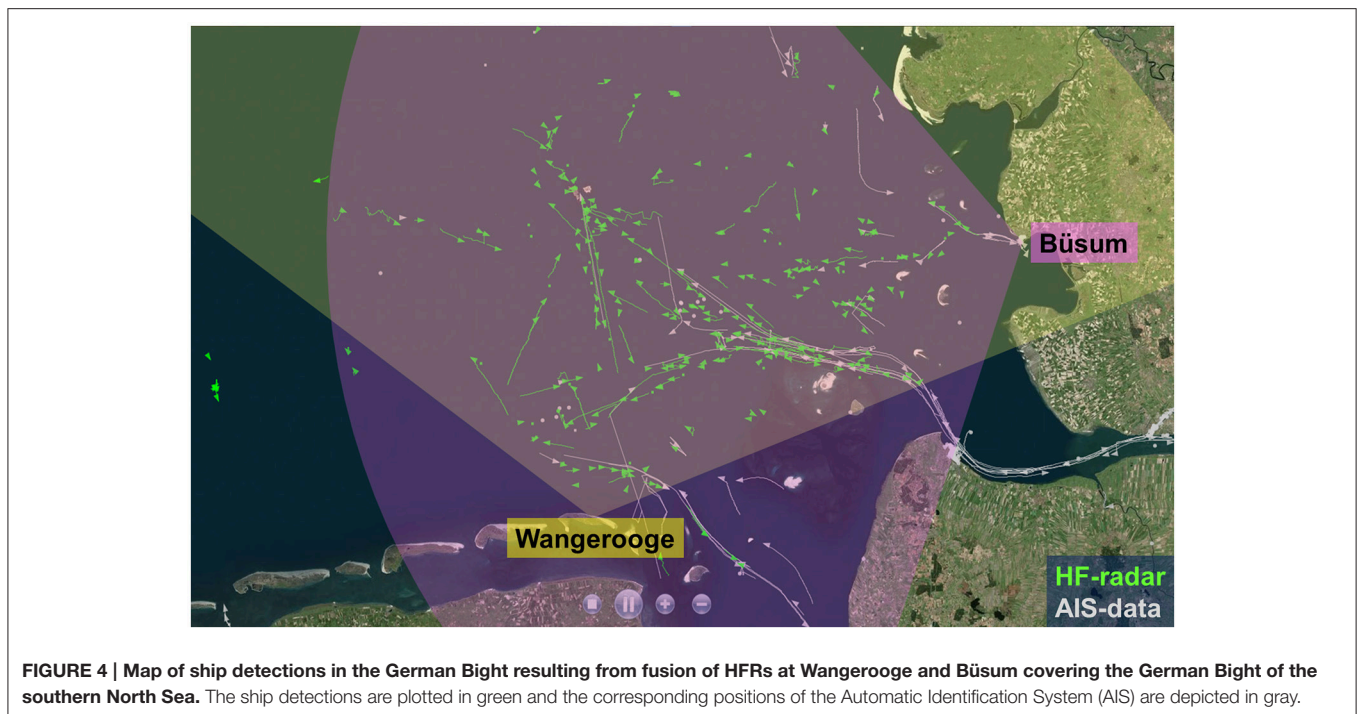 Büsum
Wangerooge
HF-radar
AIS-data
FIGURE 4 | Map of ship detections in the German Bight resulting from fusion of HFRs at Wangerooge and Büsum covering the German Bight of the
southern North Sea. The ship detections are plotted in green and the corresponding positions of the Automatic Identification System (AIS) are depicted in gray.